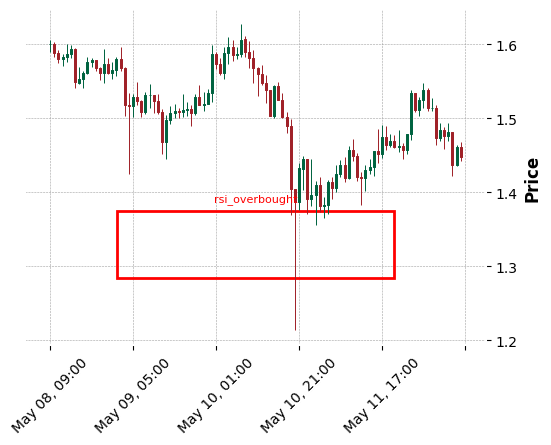 1.6
1.5
rsi_overbought
1.4
1.3
1.2
Price
May 08, 09:00
May 09, 05:00
May 10, 01:00
May 10, 21:00
May 11, 17:00